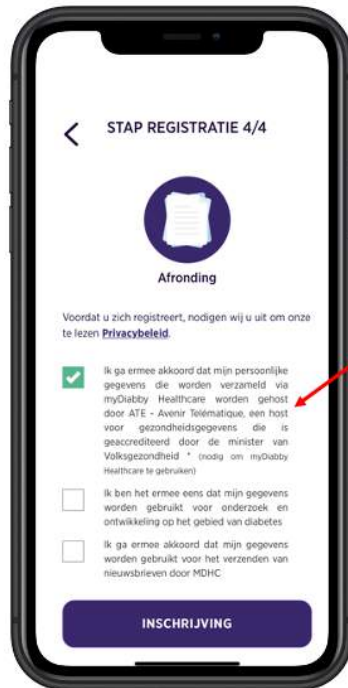 STAP REGISTRATIE 4/4
Afronding
Voordat u zich registreert, nodigen wij u uit om onze
te lezen Privacybeleid.
Ik ga ermee akkoord dat mijn persoonlijke
gegevens die worden verzameld via
myDiabby Healthcare worden gehost
door ATE - Avenir Telématique, een host
voor gezondheidsgegevens die is
geaccrediteerd door de minister van
Volksgezondheid * (nodig om myDiabby
Healthcare te gebruiken)
Ik ben het ermee eens dat mijn gegevens
worden gebruikt voor onderzoek en
ontwikkeling op het gebied van diabetes
Ik ga ermee akkoord dat mijn gegevens
worden gebruikt voor het verzenden van
nieuwsbrieven door MDHC
INSCHRIJVING